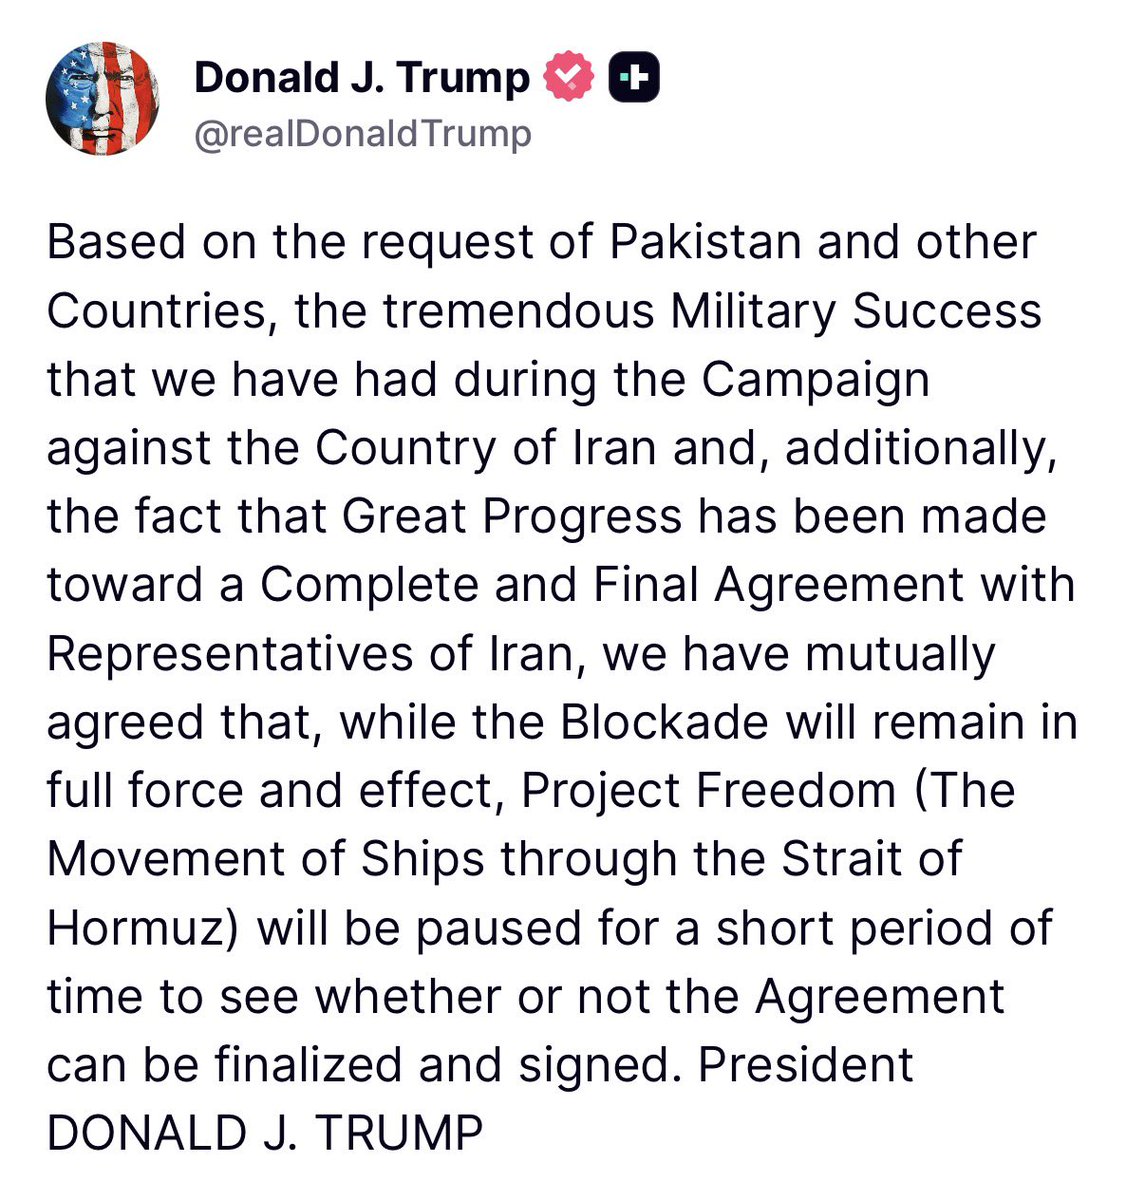 Donald J. Trump
@realDonaldTrump
Based on the request of Pakistan and other
Countries, the tremendous Military Success
that we have had during the Campaign
against the Country of Iran and, additionally,
the fact that Great Progress has been made
toward a Complete and Final Agreement with
Representatives of Iran, we have mutually
agreed that, while the Blockade will remain in
full force and effect, Project Freedom (The
Movement of Ships through the Strait of
Hormuz) will be paused for a short period of
time to see whether or not the Agreement
can be finalized and signed. President
DONALD J. TRUMP